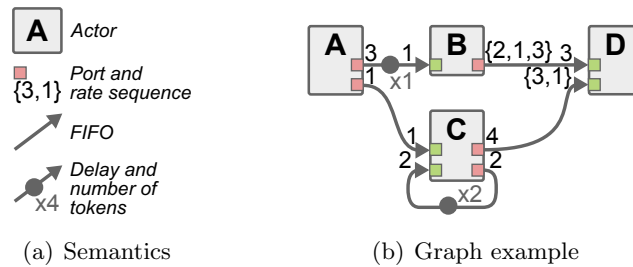 A Actor
{3,1} Port and
rate sequence
FIFO
x4 Delay and
number of
tokens
(a) Semantics
A 3 1 B {2,1,3} 3 D
1 x1 {3,1}
1 C 4
2 2
x2
(b) Graph example